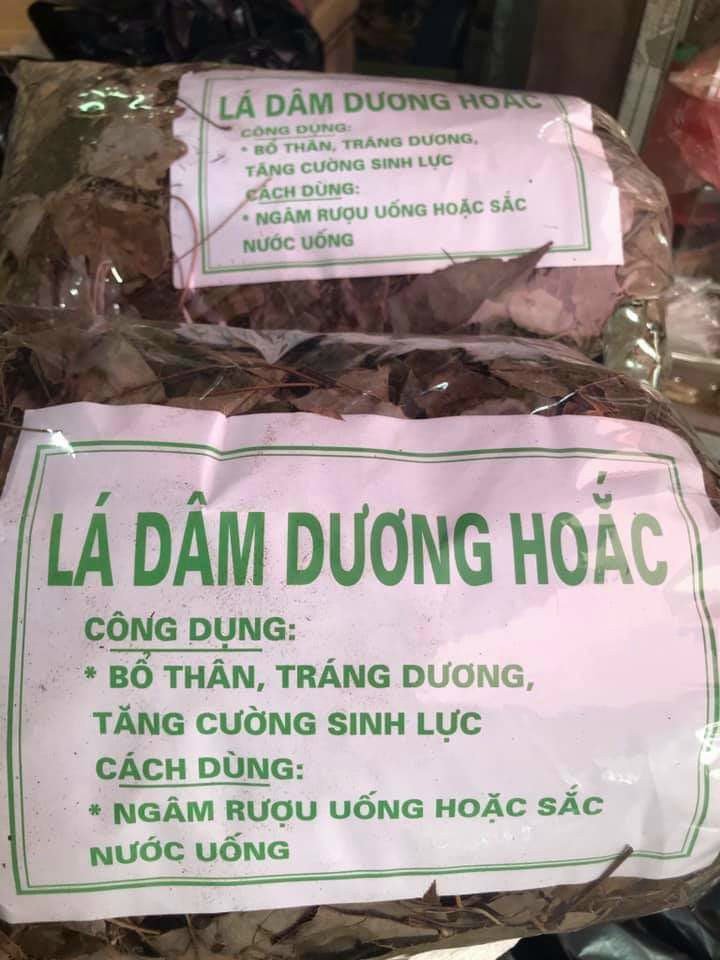 LÁ DÂM DƯƠNG HOẮC
CÔNG DỤNG:
* BỔ THÂN, TRÁNG DƯƠNG,
TĂNG CƯỜNG SINH LỰC
CÁCH DÙNG:
* NGÂM RƯỢU UỐNG HOẶC SẮC
NƯỚC UỐNG
LÁ DÂM DƯƠNG HOẮC
CÔNG DỤNG:
* BỔ THÂN, TRÁNG DƯƠNG,
TĂNG CƯỜNG SINH LỰC
CÁCH DÙNG:
* NGÂM RƯỢU UỐNG HOẶC SẮC
NƯỚC UỐNG